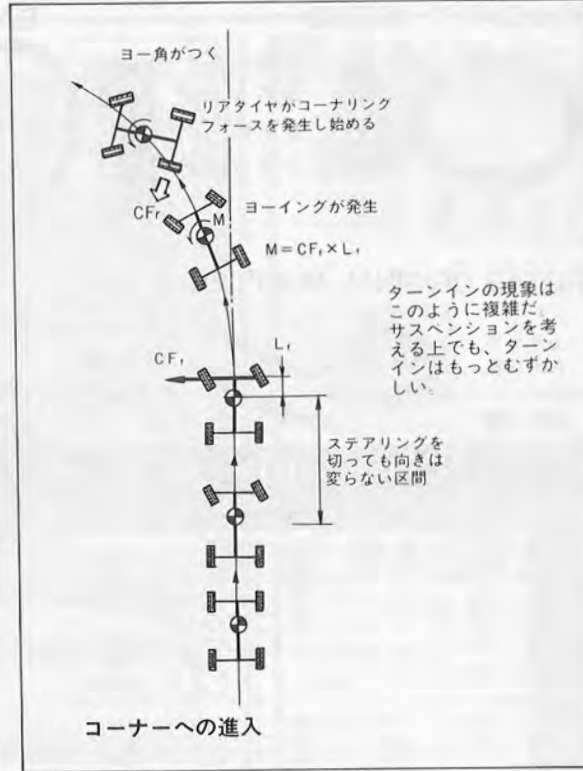 ヨー角がつく
リアタイヤがコーナリング
フォースを発生し始める
CFr
M
ヨーイングが発生
M＝CFf×Lf
ターンインの現象は
このように複雑だ。
サスペンションを考
える上でも、ターン
インはもっとむずか
しい。
Lf
CFf
ステアリングを
切っても向きは
変らない区間
コーナーへの進入